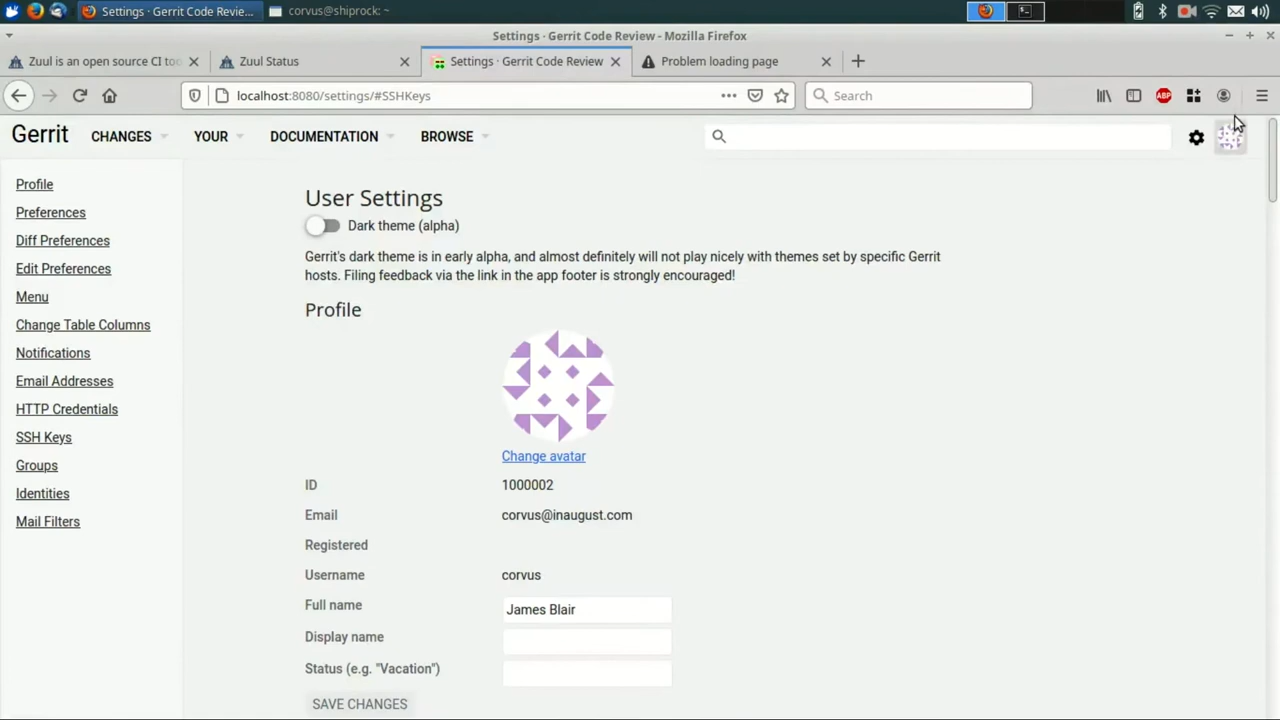 Settings · Gerrit Code Revie...
corvus@shiprock: ~
Settings · Gerrit Code Review - Mozilla Firefox
Zuul is an open source CI too
Zuul Status
Settings · Gerrit Code Review
Problem loading page
localhost:8080/settings/#SSHKeys
Search
ABP
Gerrit
CHANGES
YOUR
DOCUMENTATION
BROWSE
Profile
Preferences
Diff Preferences
Edit Preferences
Menu
Change Table Columns
Notifications
Email Addresses
HTTP Credentials
SSH Keys
Groups
Identities
Mail Filters
User Settings
Dark theme (alpha)
Gerrit's dark theme is in early alpha, and almost definitely will not play nicely with themes set by specific Gerrit
hosts. Filing feedback via the link in the app footer is strongly encouraged!
Profile
Change avatar
ID 1000002
Email corvus@inaugust.com
Registered
Username corvus
Full name James Blair
Display name
Status (e.g. "Vacation")
SAVE CHANGES